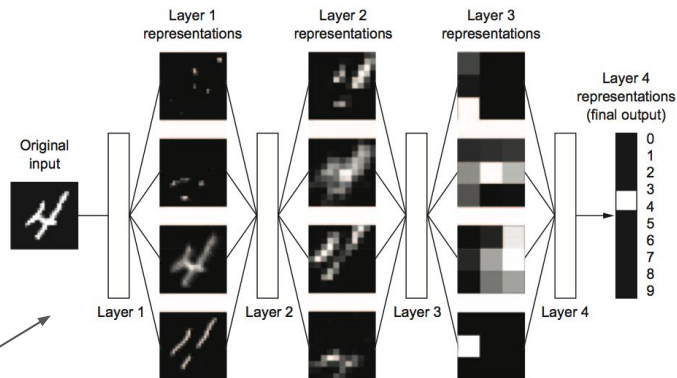 Layer 1
representations
Layer 2
representations
Layer 3
representations
Layer 4
representations
(final output)
Original
input
0
1
2
3
4
5
6
7
8
9
Layer 1
Layer 2
Layer 3
Layer 4